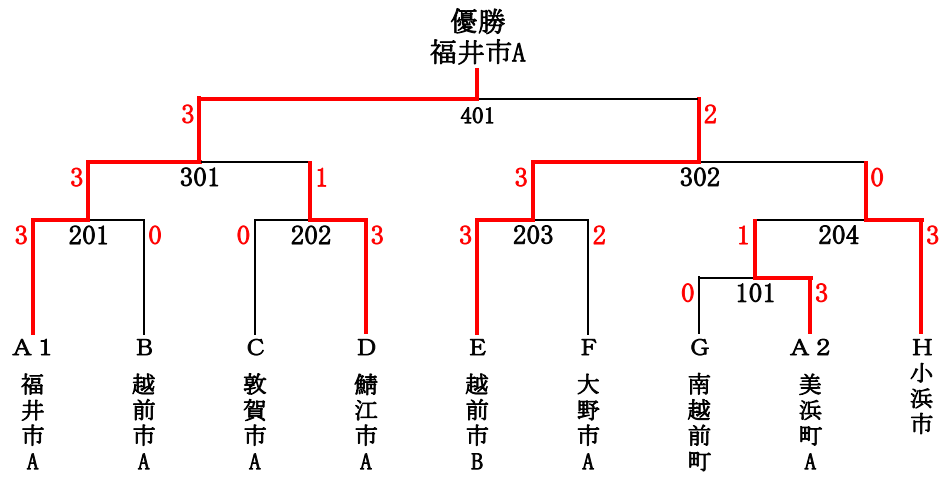 優勝
福井市A
3 401 2
3 301 1 3 302 0
3 201 0 0 202 3 3 203 2 1 204 3
0 101 3
A1 B C D E F G A2 H
福井市A
越前市A
敦賀市A
鯖江市A
越前市B
大野市A
南越前町
美浜町A
小浜市